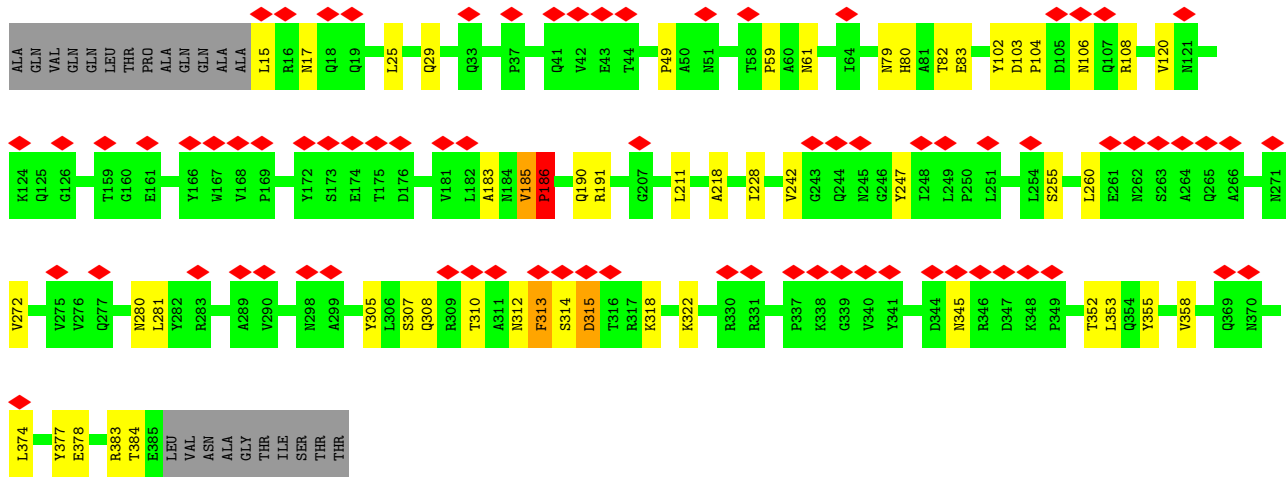 ALA GLN VAL GLN GLN LEU THR PRO ALA GLN GLN ALA ALA L15 R16 N17 Q18 Q19 L25 Q29 Q33 P37 Q41 V42 E43 T44 P49 A50 N51 T58 P59 A60 N61 I64 N79 H80 A81 T82 E83 Y102 D103 P104 D105 N106 Q107 R108 V120 N121
K124 Q125 G126 T159 G160 E161 Y166 W167 V168 P169 Y172 S173 E174 T175 D176 V181 L182 A183 N184 V185 P186 Q190 R191 G207 L211 A218 I228 V242 G243 Q244 N245 G246 Y247 I248 L249 P250 L251 L254 S255 L260 E261 N262 S263 A264 Q265 A266 N271
V272 V275 V276 Q277 N280 L281 Y282 R283 A289 V290 N298 A299 Y305 L306 S307 Q308 R309 T310 A311 N312 F313 S314 D315 T316 R317 K318 K322 R330 R331 P337 K338 G339 V340 Y341 D344 N345 R346 D347 K348 P349 T352 L353 Q354 Y355 V358 Q369 N370
L374 Y377 E378 R383 T384 E385 LEU VAL ASN ALA GLY THR ILE SER THR THR